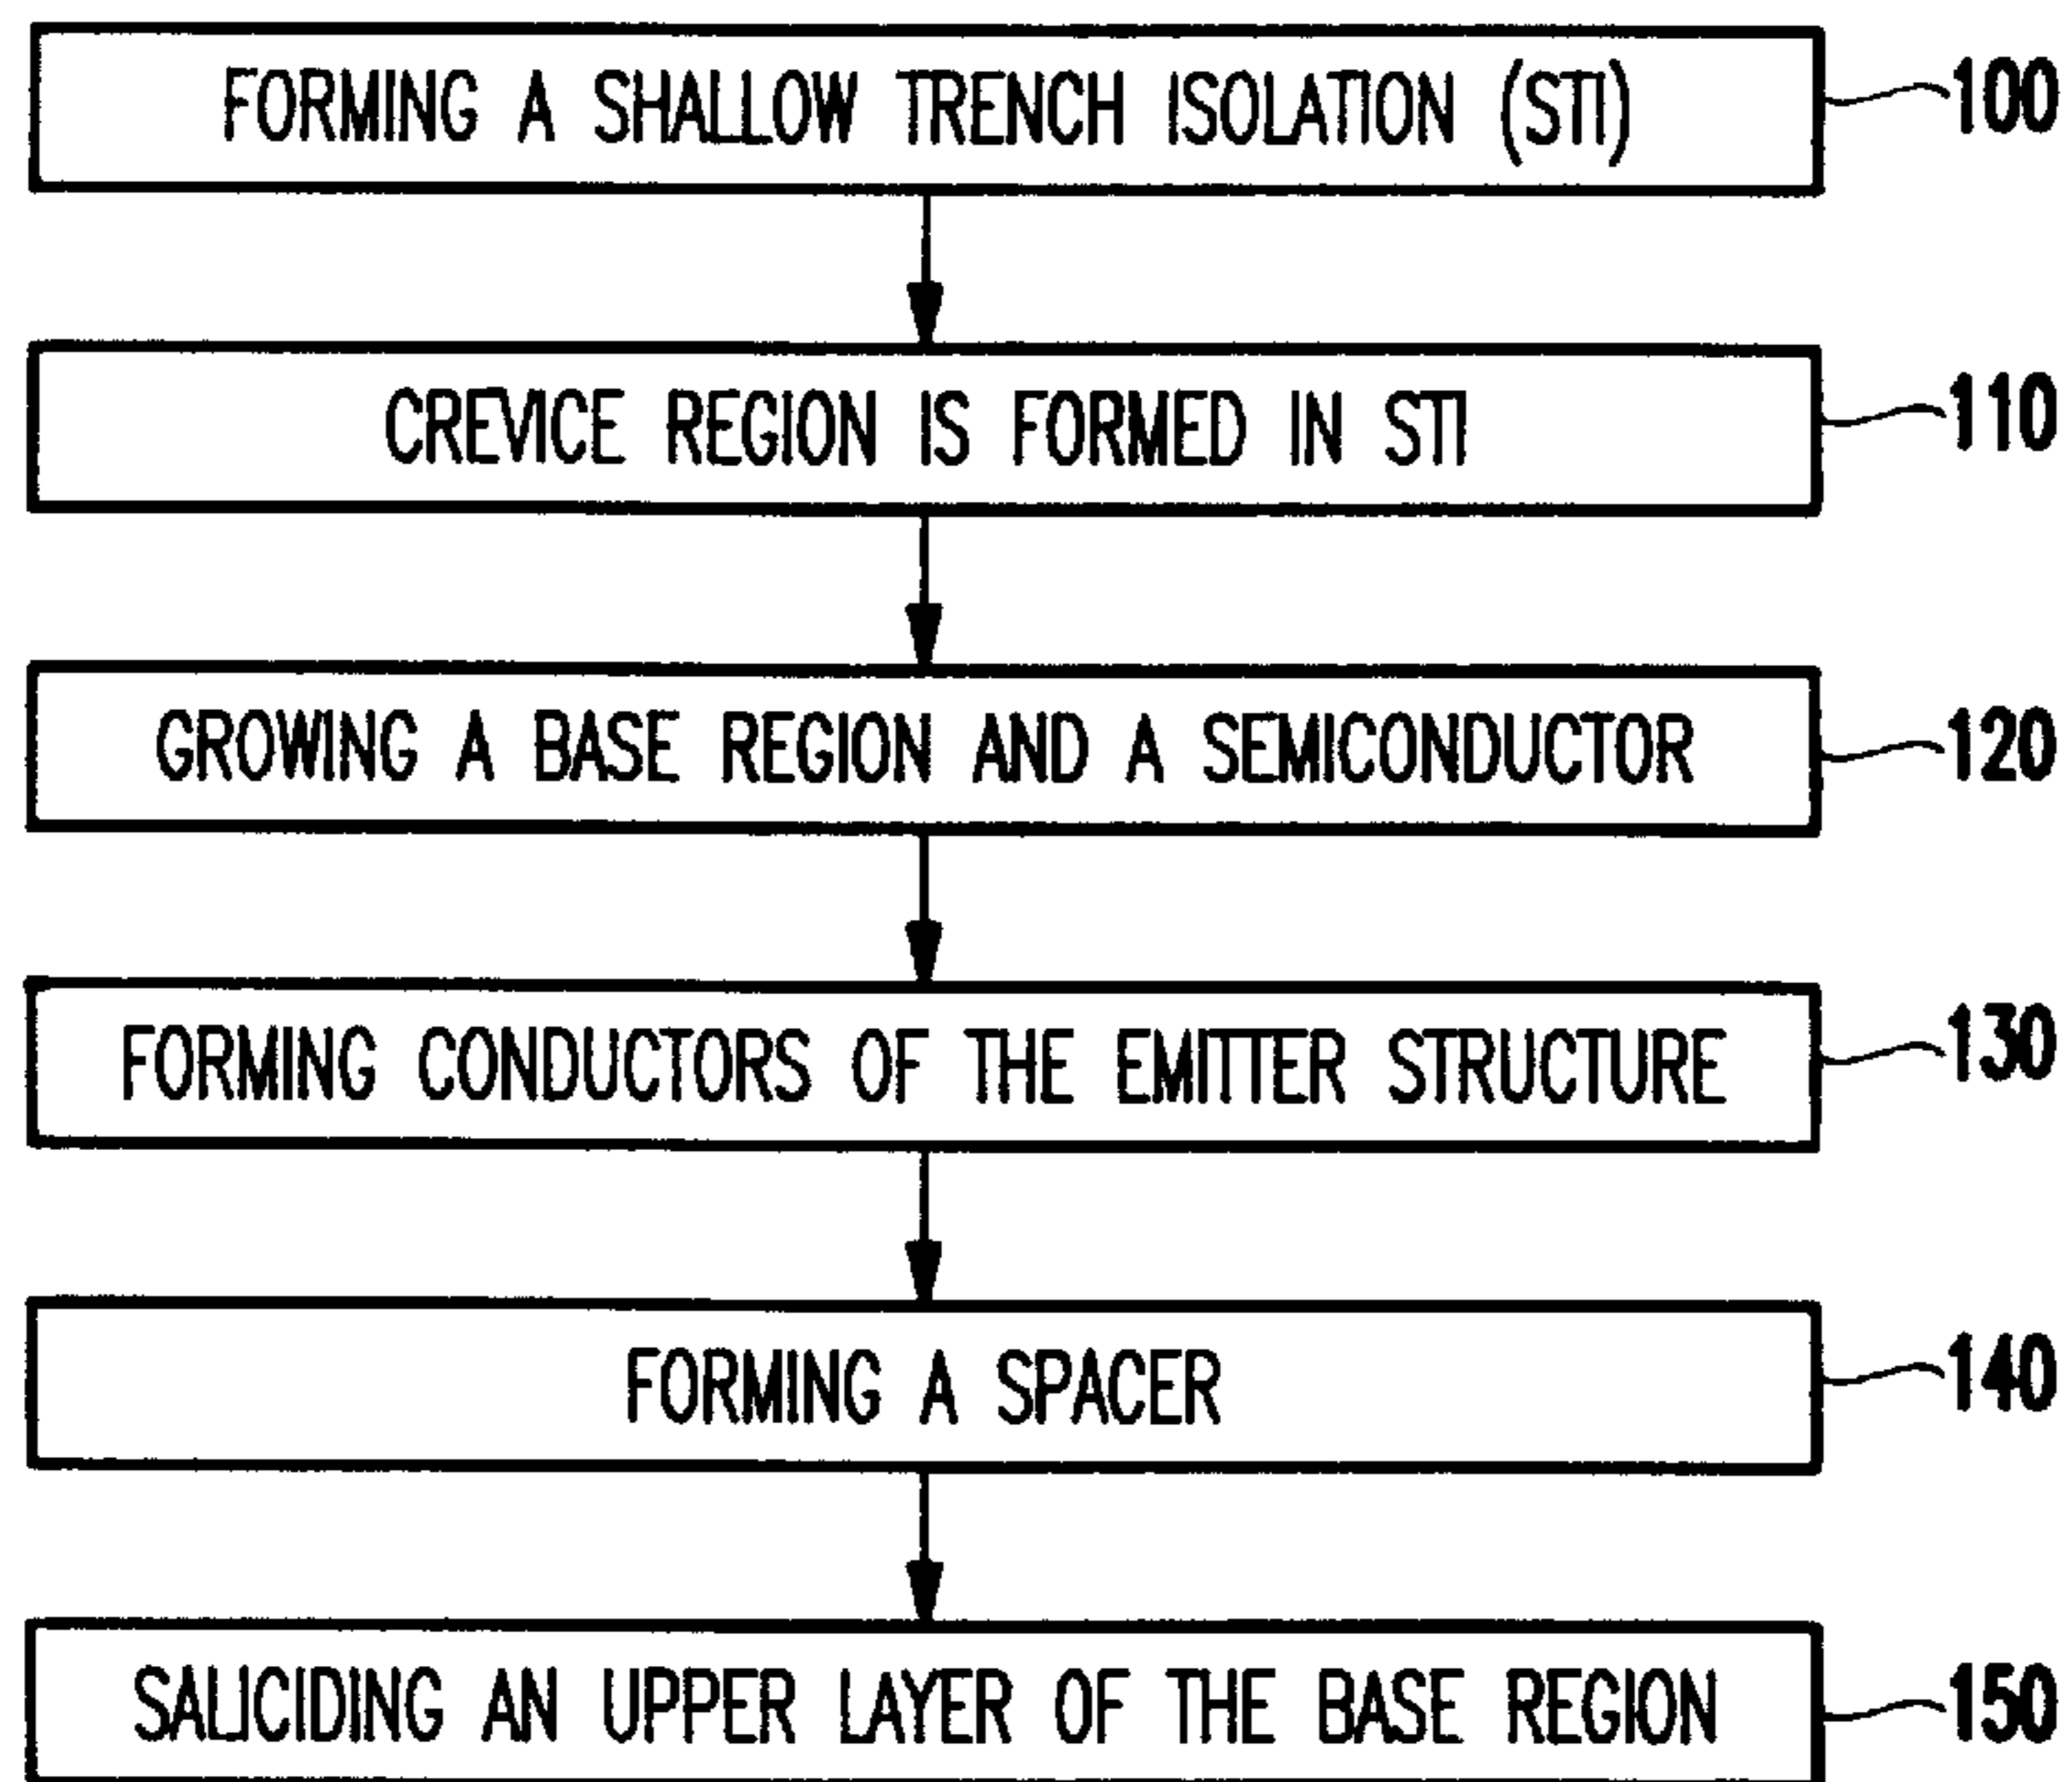 FORMING A SHALLOW TRENCH ISOLATION (STI) 100
CREVICE REGION IS FORMED IN STI 110
GROWING A BASE REGION AND A SEMICONDUCTOR 120
FORMING CONDUCTORS OF THE EMITTER STRUCTURE 130
FORMING A SPACER 140
SALICIDING AN UPPER LAYER OF THE BASE REGION 150